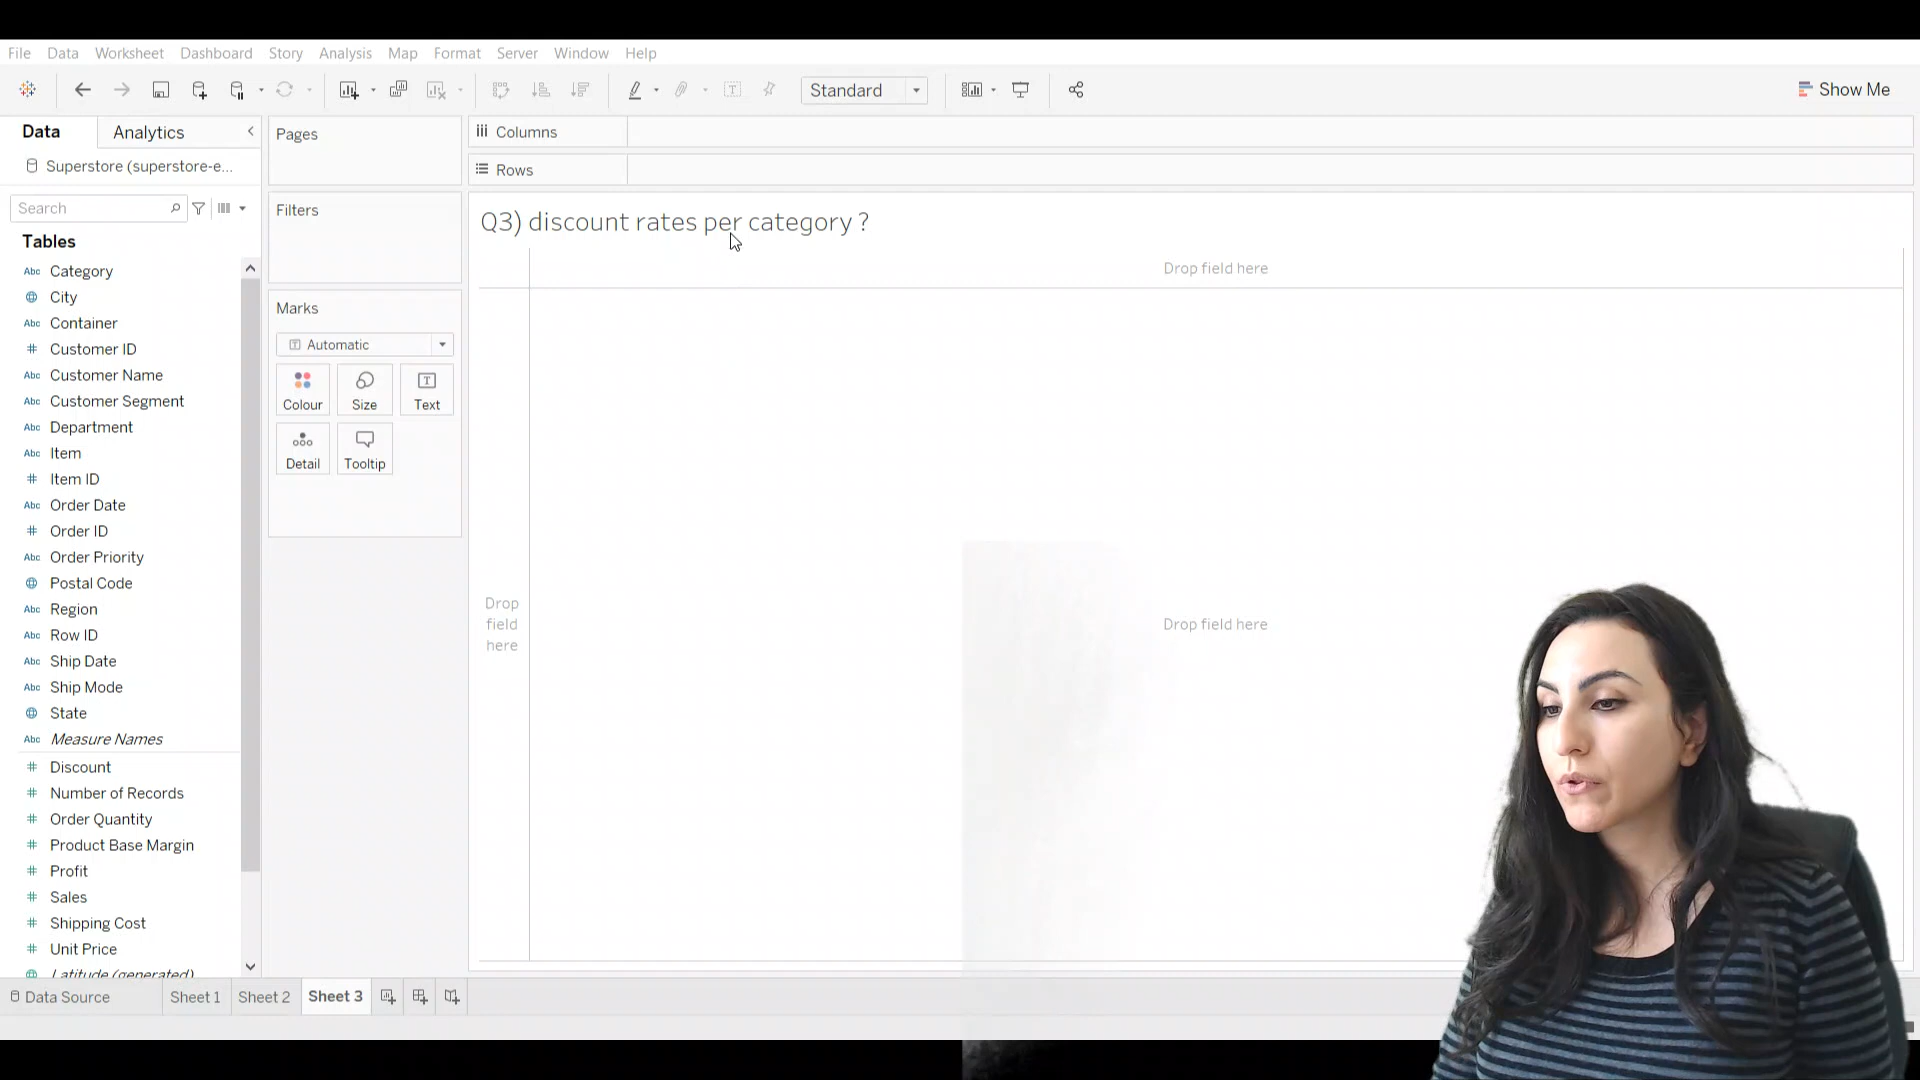 File Data Worksheet Dashboard Story Analysis Map Format Server Window Help
Standard
Show Me
Data Analytics
Superstore (superstore-e...
Search
Tables
Category
City
Container
Customer ID
Customer Name
Customer Segment
Department
Item
Item ID
Order Date
Order ID
Order Priority
Postal Code
Region
Row ID
Ship Date
Ship Mode
State
Measure Names
Discount
Number of Records
Order Quantity
Product Base Margin
Profit
Sales
Shipping Cost
Unit Price
Latitude (generated)
Pages
Filters
Marks
Automatic
Colour Size Text
Detail Tooltip
Columns
Rows
Q3) discount rates per category ?
Drop field here
Drop
field
here
Drop field here
Data Source Sheet 1 Sheet 2 Sheet 3